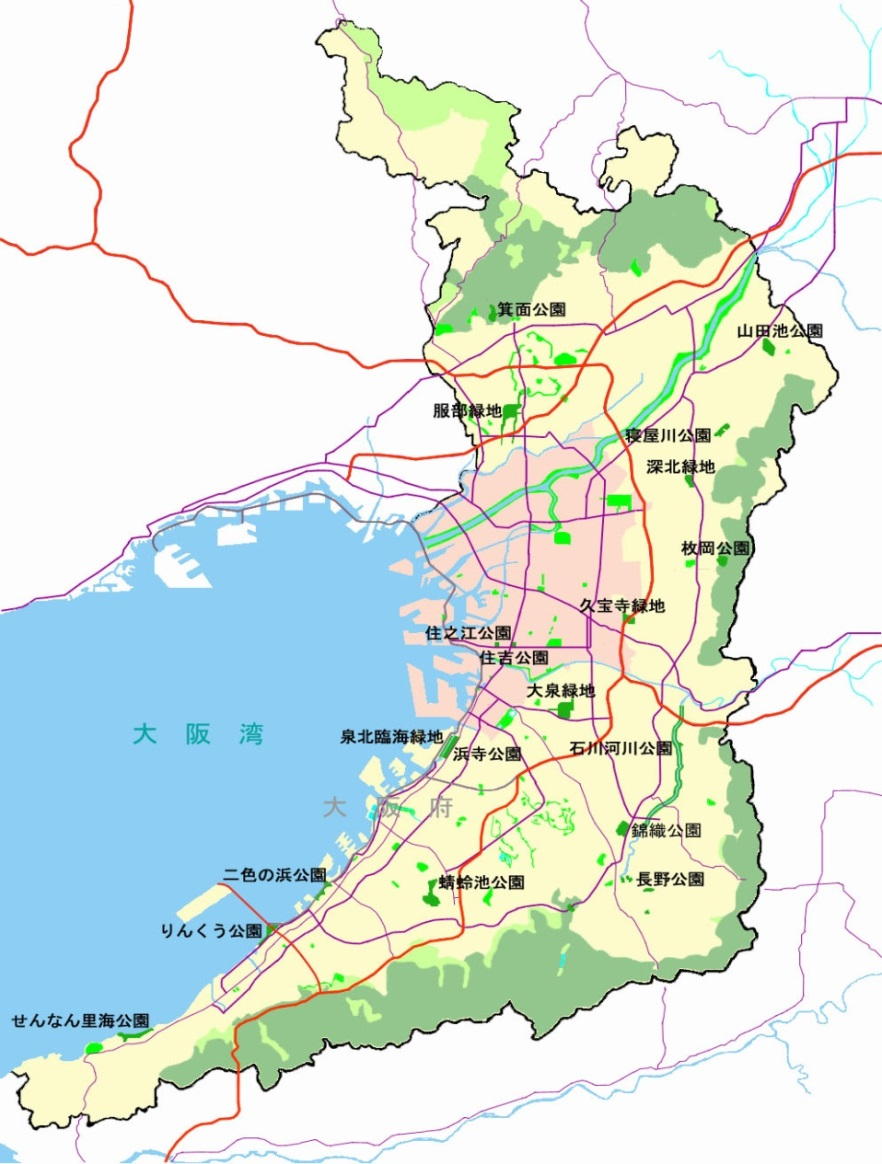 箕面公園
山田池公園
服部緑地
寝屋川公園
深北緑地
枚岡公園
久宝寺緑地
住之江公園
住吉公園
大泉緑地
大阪湾
泉北臨海緑地
浜寺公園
石川河川公園
大阪府
錦織公園
二色の浜公園
蜻蛉池公園
長野公園
りんくう公園
せんなん里海公園